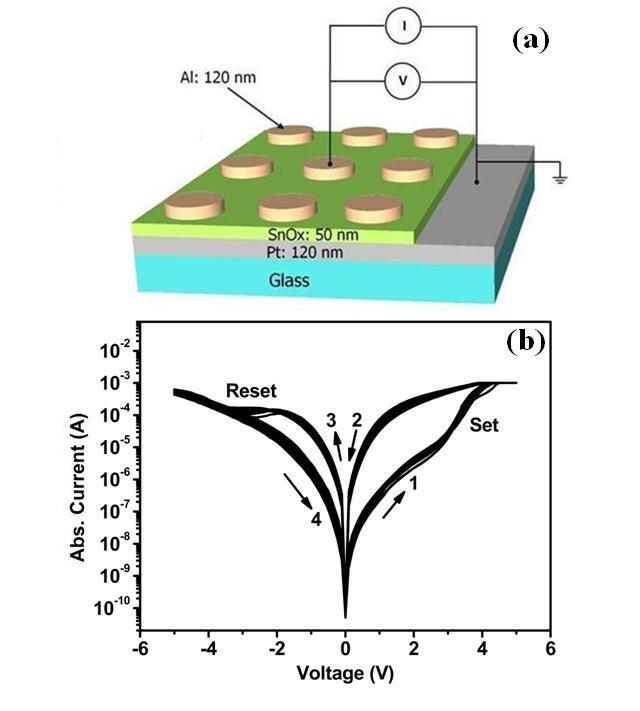 (a)
I
V
Al: 120 nm
SnOx: 50 nm
Pt: 120 nm
Glass
(b)
Abs. Current (A)
10-2
10-3
10-4
10-5
10-6
10-7
10-8
10-9
10-10
Reset
Set
3
2
1
4
-6
-4
-2
0
2
4
6
Voltage (V)